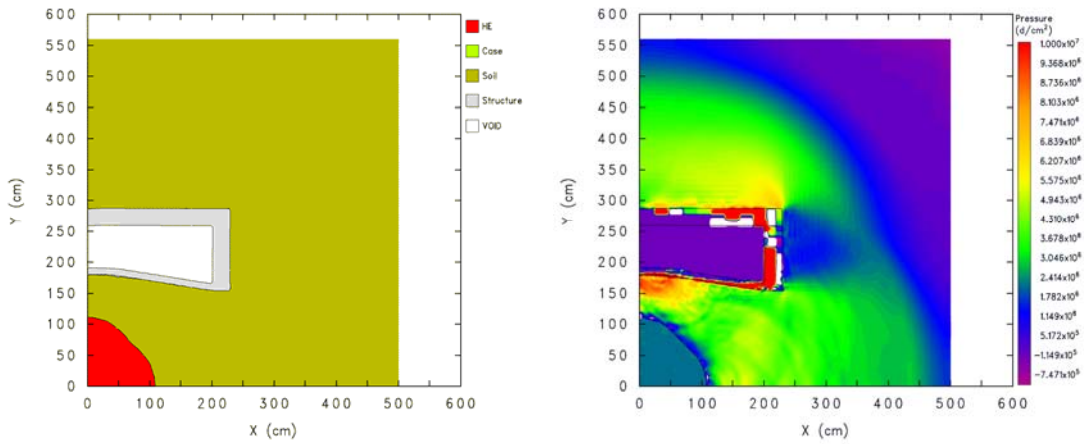 600
550
500
450
400
350
300
250
200
150
100
50
0
Y (cm)
0 100 200 300 400 500 600
X (cm)
HE
Case
Soil
Structure
VOID
600
550
500
450
400
350
300
250
200
150
100
50
0
Y (cm)
0 100 200 300 400 500 600
X (cm)
Pressure
(d/cm²)
1.000x10⁷
9.368x10⁶
8.736x10⁶
8.103x10⁶
7.471x10⁶
6.839x10⁶
6.207x10⁶
5.575x10⁶
4.943x10⁶
4.310x10⁶
3.678x10⁶
3.046x10⁶
2.414x10⁶
1.782x10⁶
1.149x10⁶
5.172x10⁵
-1.149x10⁵
-7.471x10⁵